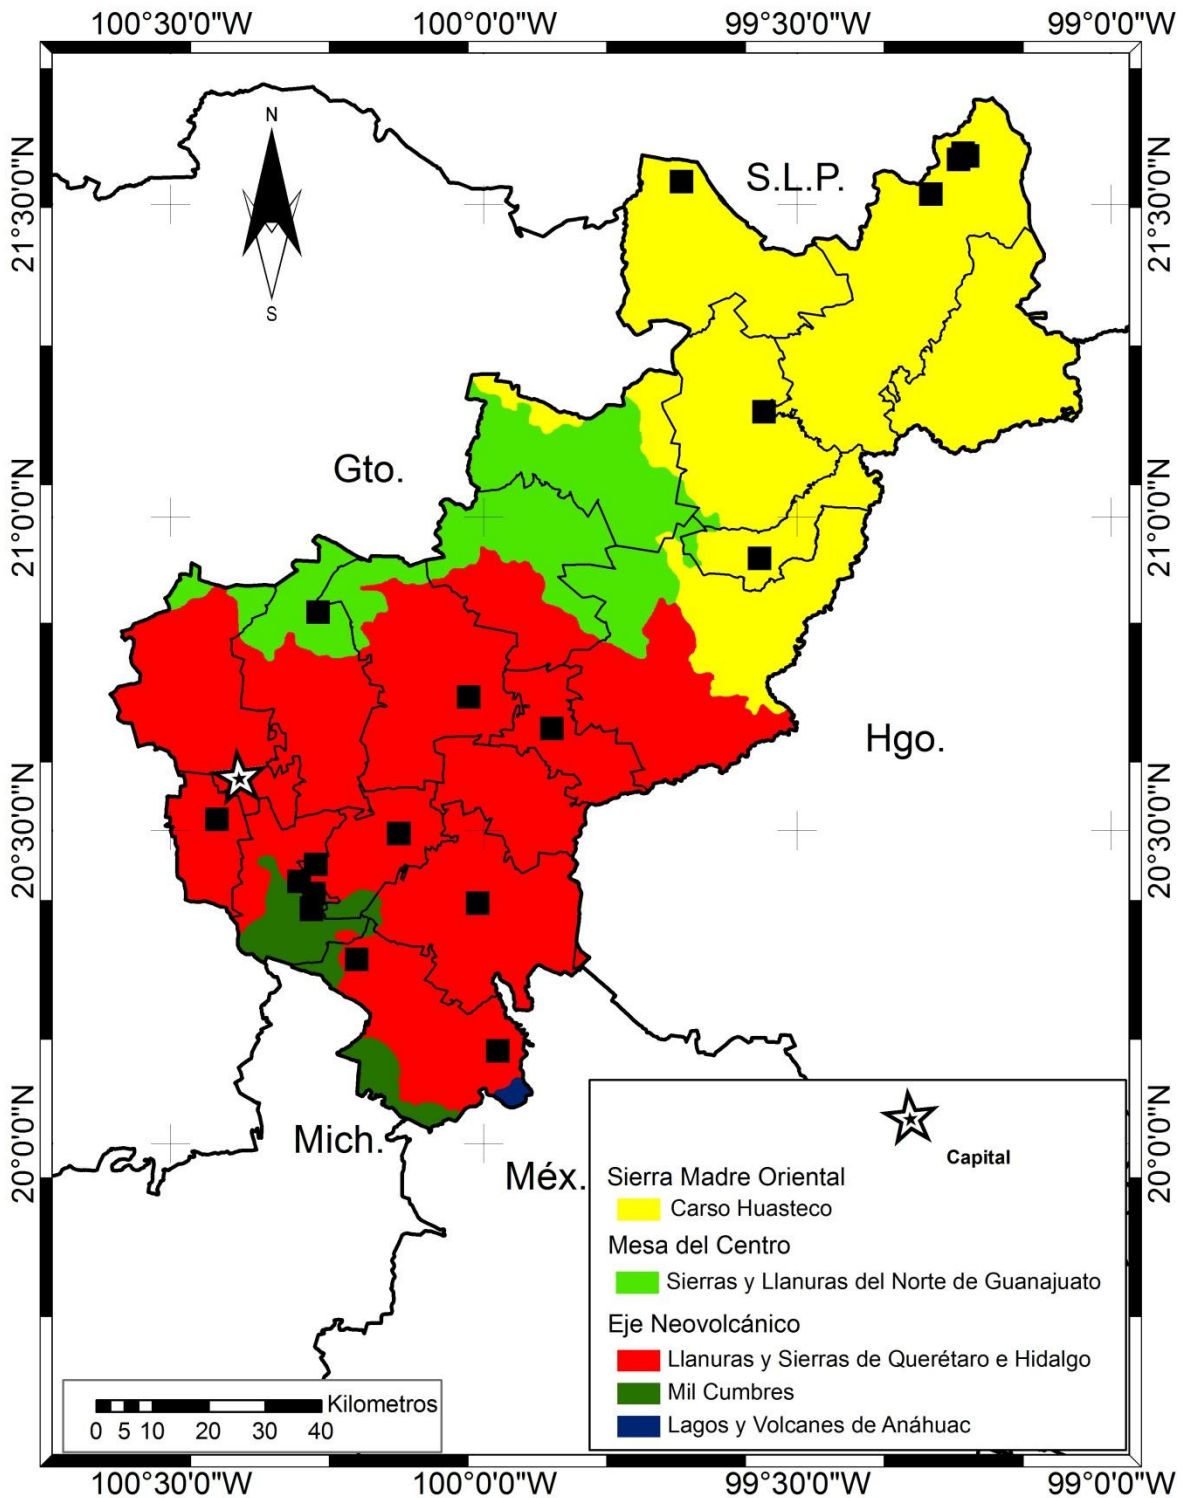 100°30'0"W 100°0'0"W 99°30'0"W 99°0'0"W
N
S
21°30'0"N
21°30'0"N
S.L.P.
Gto.
21°0'0"N
21°0'0"N
Hgo.
20°30'0"N
20°30'0"N
20°0'0"N
20°0'0"N
Mich.
Méx.
Capital
Sierra Madre Oriental
Carso Huasteco
Mesa del Centro
Sierras y Llanuras del Norte de Guanajuato
Eje Neovolcánico
Llanuras y Sierras de Querétaro e Hidalgo
Mil Cumbres
Lagos y Volcanes de Anáhuac
Kilometros
0 5 10 20 30 40
100°30'0"W 100°0'0"W 99°30'0"W 99°0'0"W